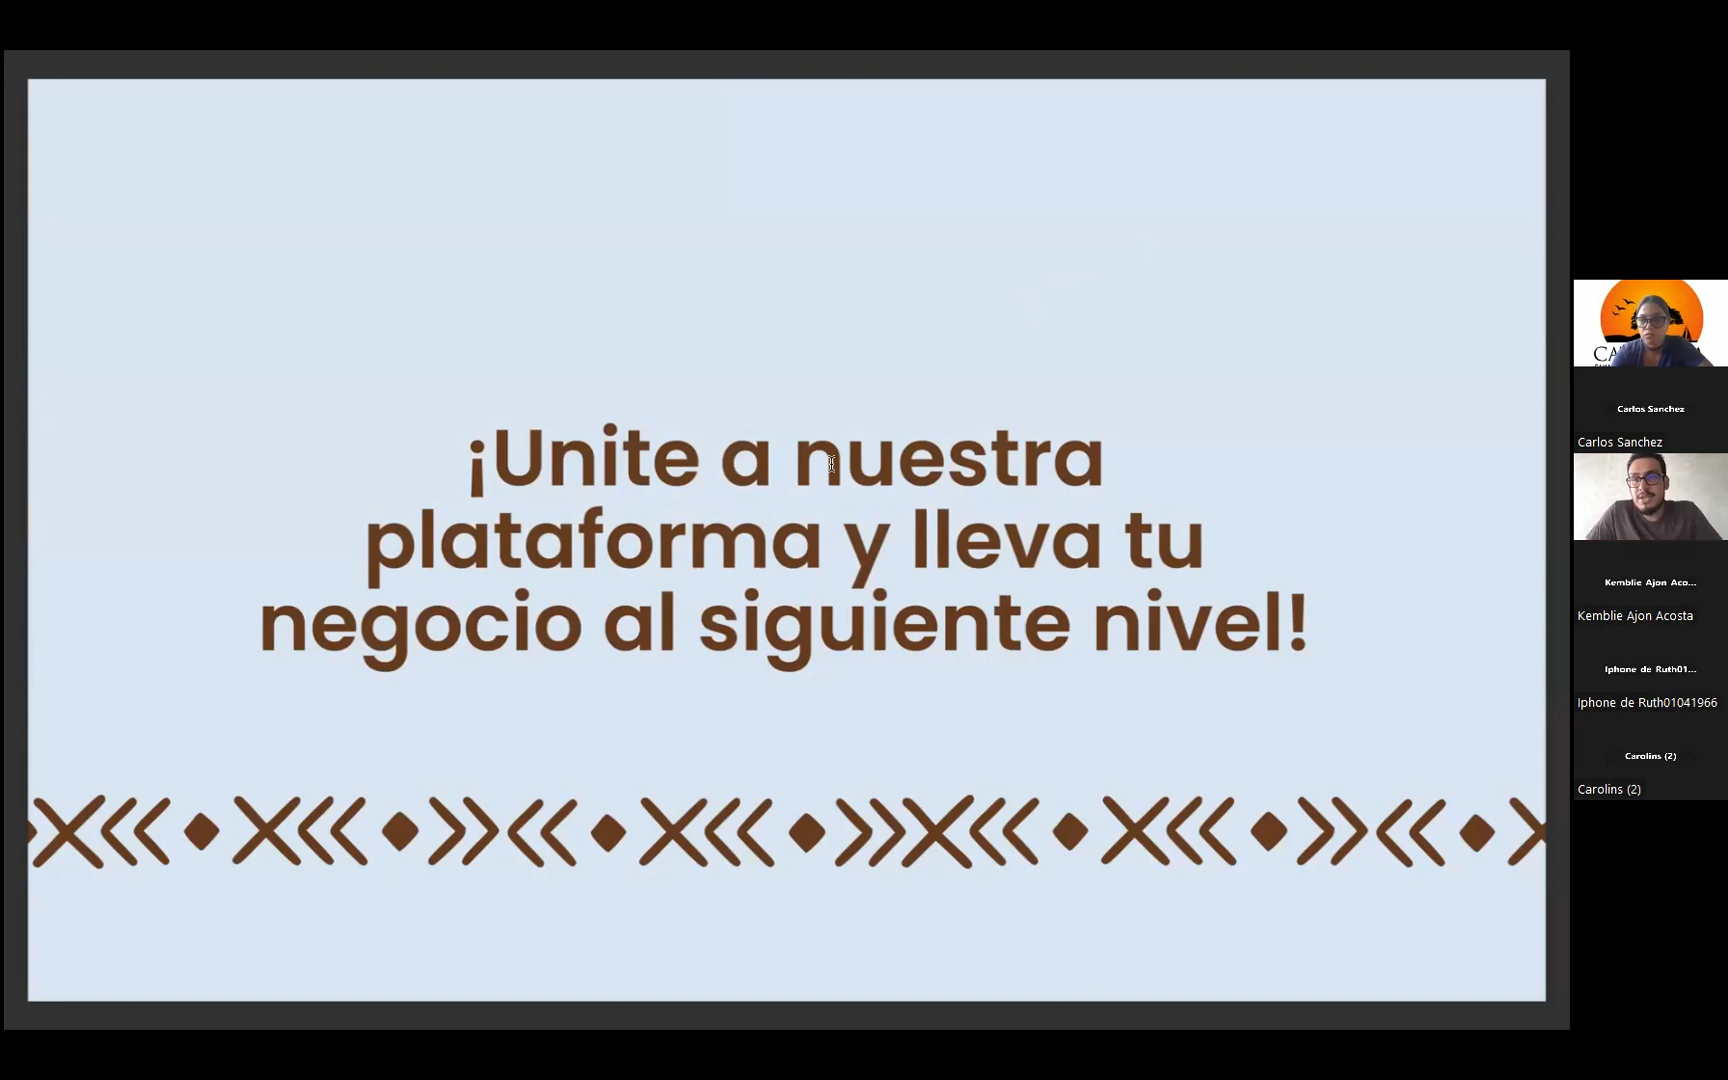 ¡Unite a nuestra
plataforma y lleva tu
negocio al siguiente nivel!
Carlos Sanchez
Carlos Sanchez
Kemblie Ajon Aco...
Kemblie Ajon Acosta
Iphone de Ruth01...
Iphone de Ruth01041966
Carolins (2)
Carolins (2)